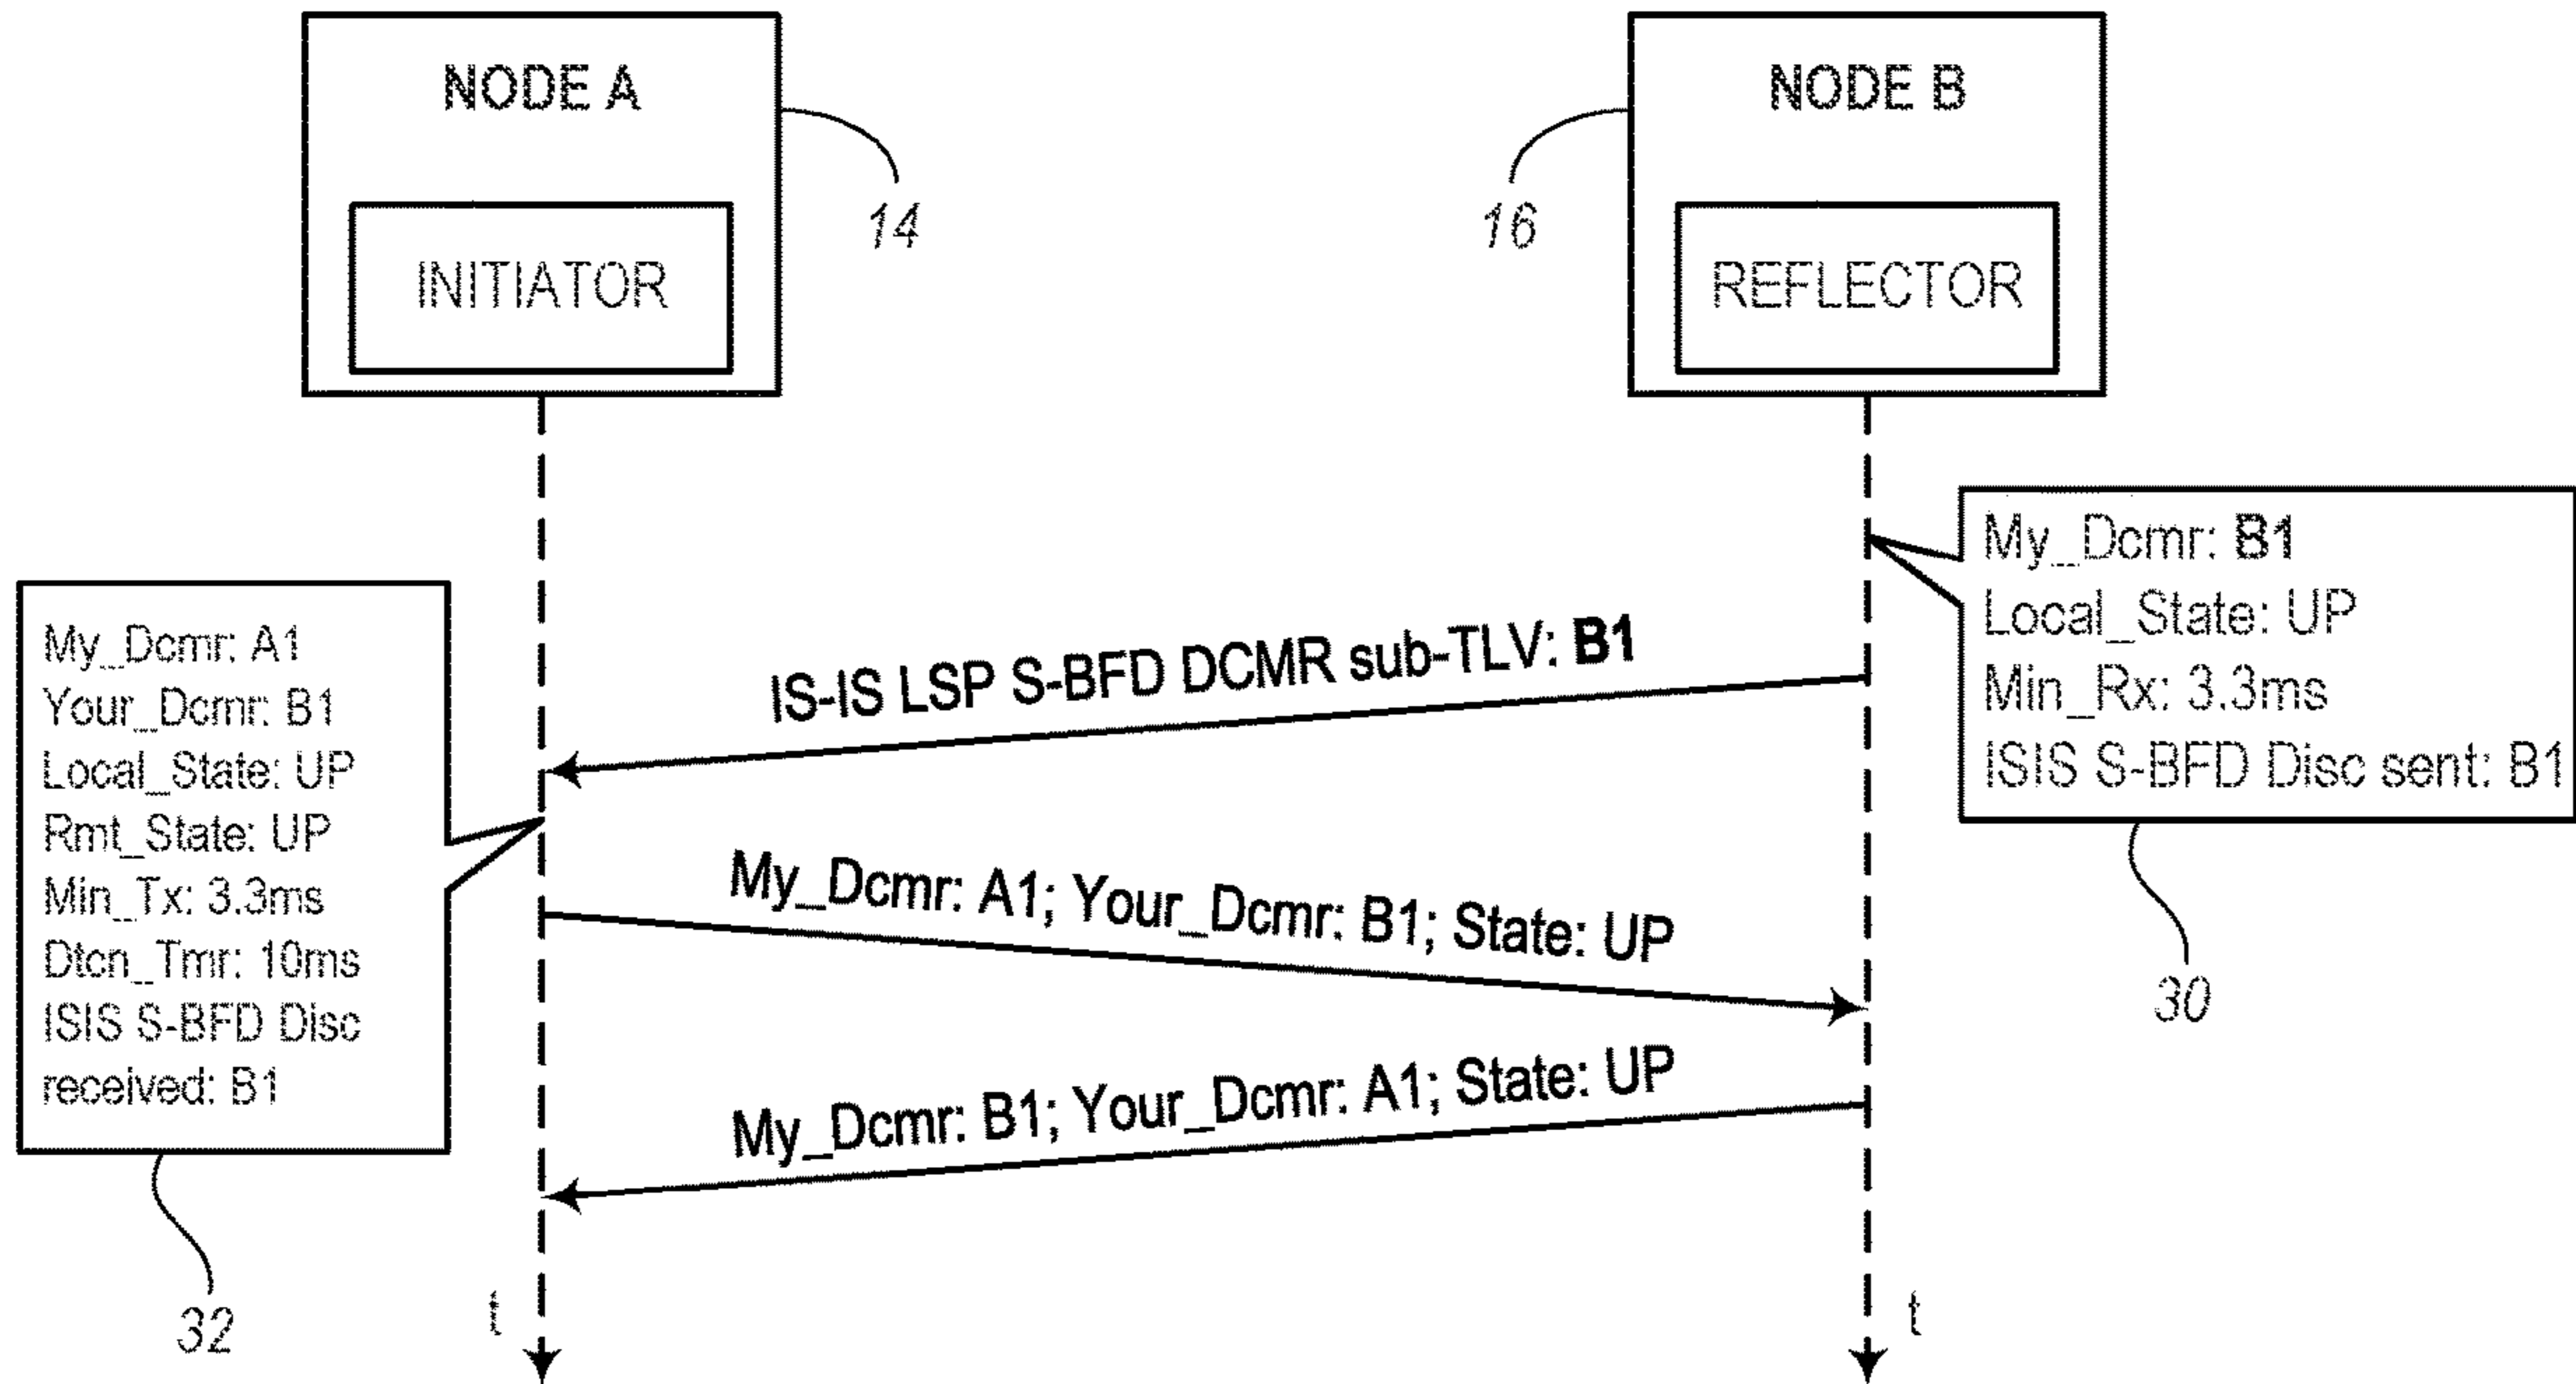 NODE A
INITIATOR
14
NODE B
REFLECTOR
16
My_Dcmr: B1
Local_State: UP
Min_Rx: 3.3ms
ISIS S-BFD Disc sent: B1
30
IS-IS LSP S-BFD DCMR sub-TLV: B1
My_Dcmr: A1
Your_Dcmr: B1
Local_State: UP
Rmt_State: UP
Min_Tx: 3.3ms
Dtcn_Tmr: 10ms
ISIS S-BFD Disc
received: B1
32
My_Dcmr: A1; Your_Dcmr: B1; State: UP
My_Dcmr: B1; Your_Dcmr: A1; State: UP
t
t